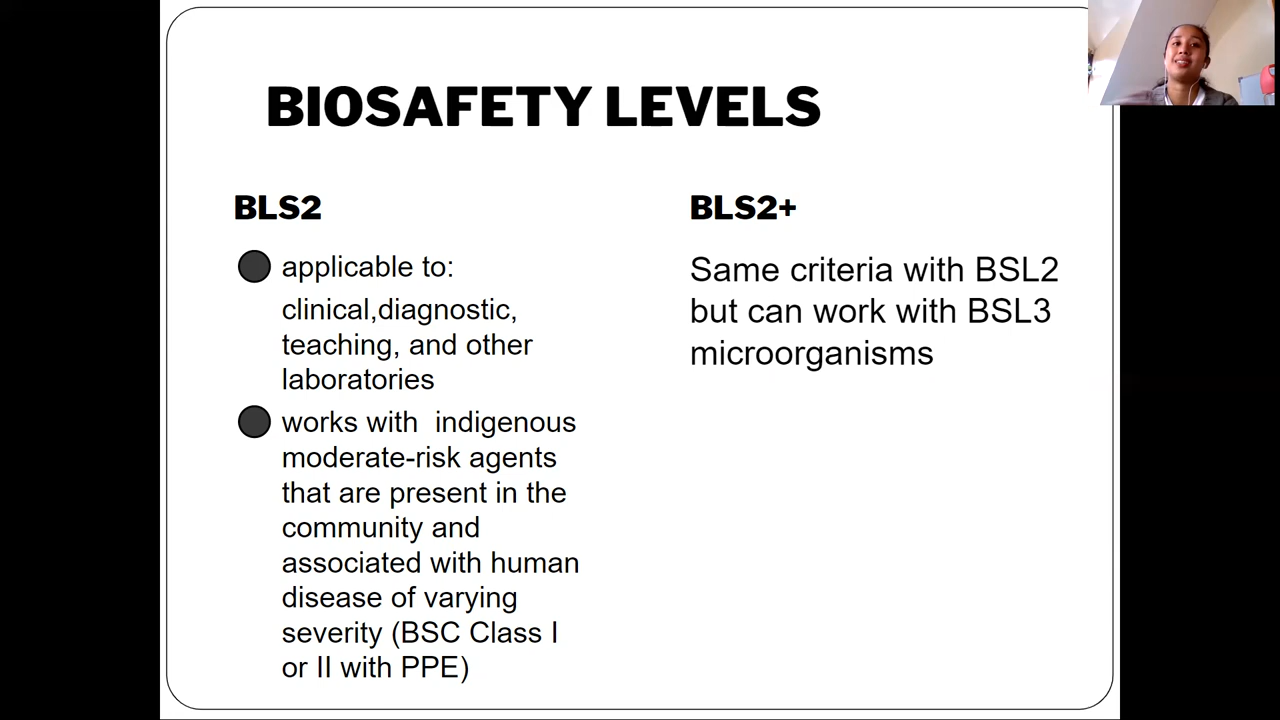 BIOSAFETY LEVELS
BLS2
applicable to:
clinical,diagnostic,
teaching, and other
laboratories
works with  indigenous
moderate-risk agents
that are present in the
community and
associated with human
disease of varying
severity (BSC Class I
or II with PPE)
BLS2+
Same criteria with BSL2
but can work with BSL3
microorganisms